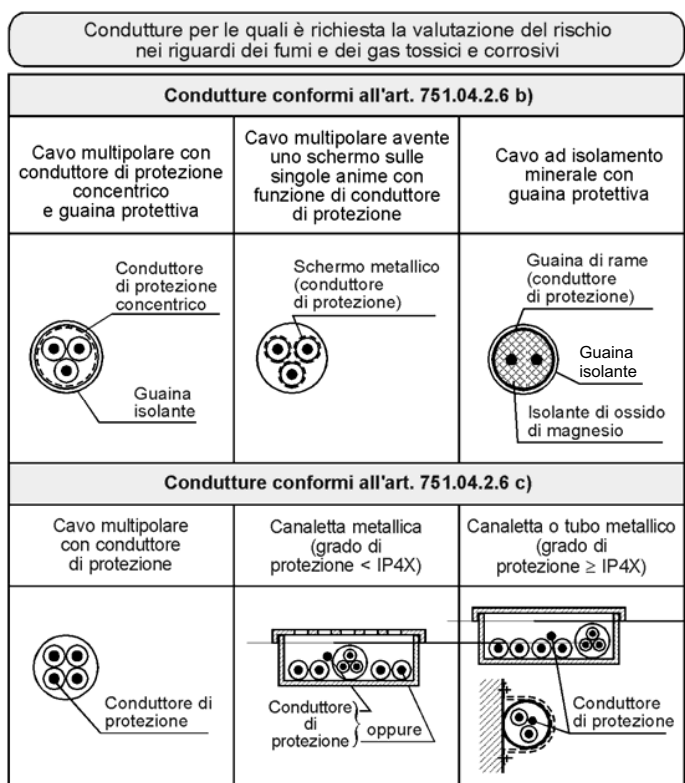 Condutture per le quali è richiesta la valutazione del rischio
nei riguardi dei fumi e dei gas tossici e corrosivi
Condutture conformi all'art. 751.04.2.6 b)
Cavo multipolare con
conduttore di protezione
concentrico
e guaina protettiva
Cavo multipolare avente
uno schermo sulle
singole anime con
funzione di conduttore
di protezione
Cavo ad isolamento
minerale con
guaina protettiva
Conduttore
di protezione
concentrico
Guaina
isolante
Schermo metallico
(conduttore
di protezione)
Guaina di rame
(conduttore
di protezione)
Guaina
isolante
Isolante di ossido
di magnesio
Condutture conformi all'art. 751.04.2.6 c)
Cavo multipolare
con conduttore
di protezione
Canaletta metallica
(grado di
protezione < IP4X)
Canaletta o tubo metallico
(grado di
protezione ≥ IP4X)
Conduttore di
protezione
Conduttore
di
protezione
oppure
Conduttore
di protezione